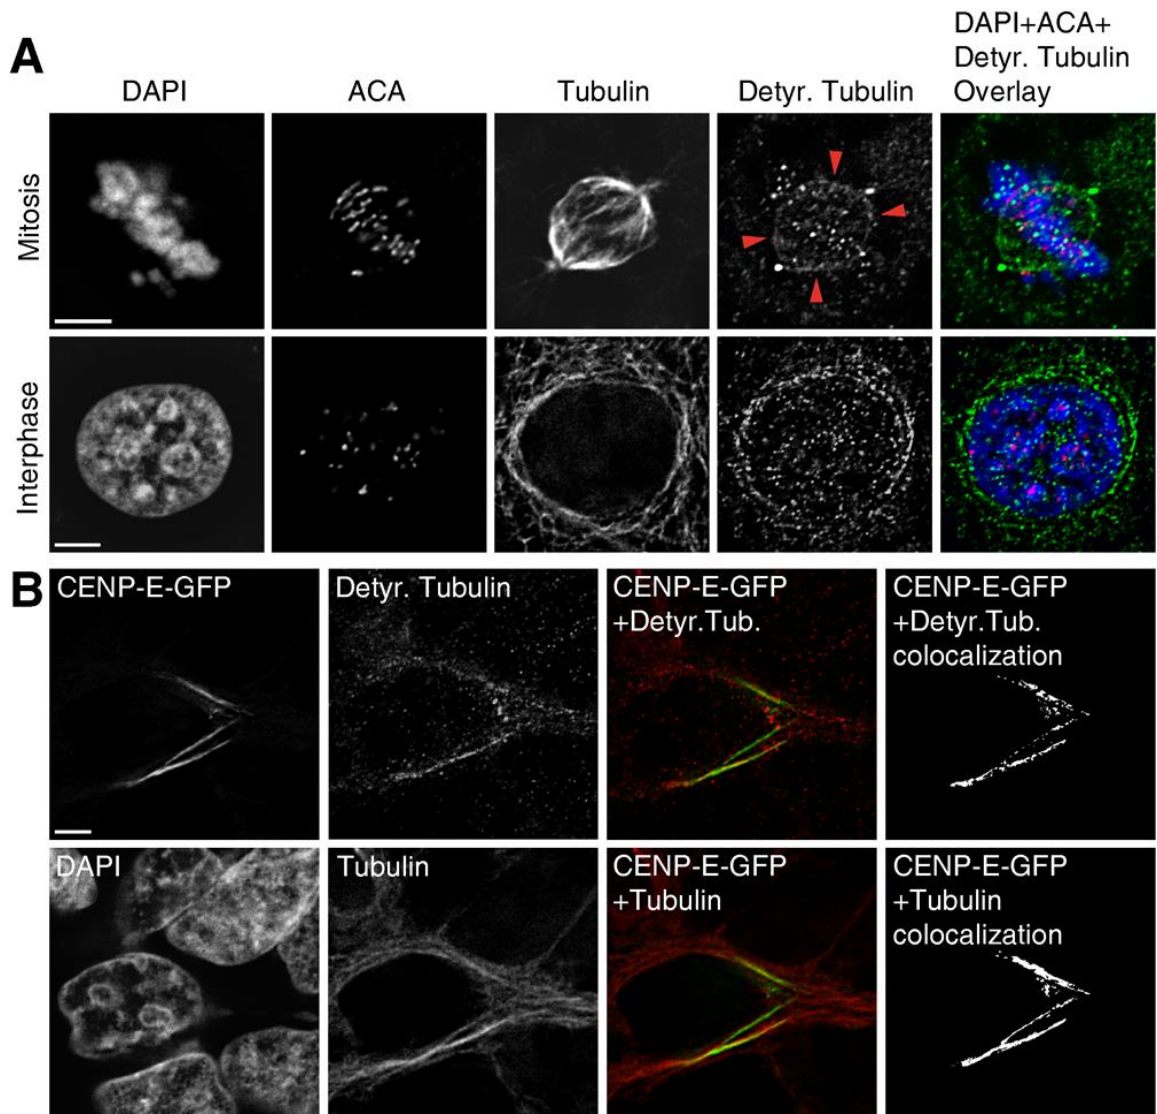 A
DAPI
ACA
Tubulin
Detyr. Tubulin
DAPI+ACA+
Detyr. Tubulin
Overlay
Mitosis
Interphase
B
CENP-E-GFP
Detyr. Tubulin
CENP-E-GFP
+Detyr.Tub.
CENP-E-GFP
+Detyr.Tub.
colocalization
DAPI
Tubulin
CENP-E-GFP
+Tubulin
CENP-E-GFP
+Tubulin
colocalization